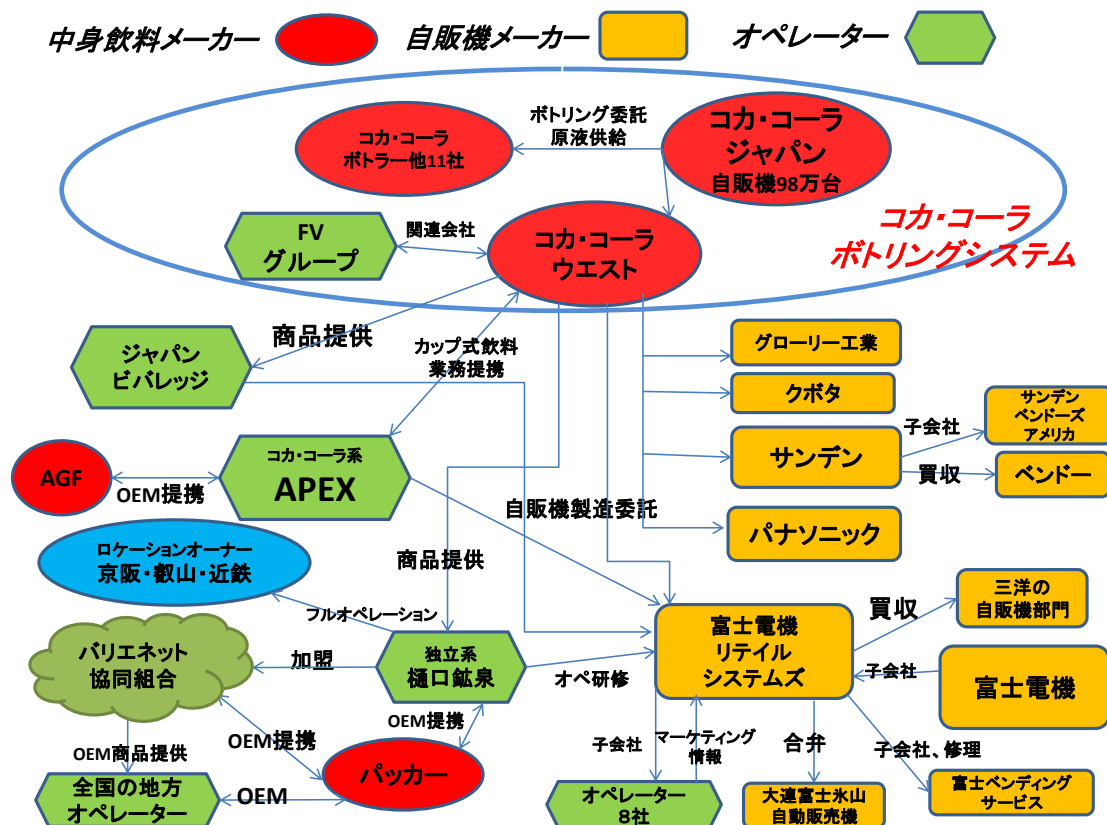 中身飲料メーカー
自販機メーカー
オペレーター
コカ・コーラ
ボトラー他11社
ボトリング委託
原液供給
コカ・コーラ
ジャパン
自販機98万台
コカ・コーラ
ボトリングシステム
FV
グループ
関連会社
コカ・コーラ
ウエスト
ジャパン
ビバレッジ
商品提供
カップ式飲料
業務提携
グローリー工業
クボタ
サンデン
子会社
買収
サンデン
ベンドーズ
アメリカ
ベンドー
パナソニック
AGF
OEM提携
コカ・コーラ系
APEX
自販機製造委託
ロケーションオーナー
京阪・叡山・近鉄
商品提供
フルオペレーション
バリエネット
協同組合
加盟
独立系
樋口鉱泉
オペ研修
富士電機
リテイル
システムズ
買収
三洋の
自販機部門
子会社
富士電機
OEM商品提供
OEM提携
OEM提携
パッカー
子会社
マーケティング
情報
合弁
子会社、修理
全国の地方
オペレーター
OEM
オペレーター
8社
大連富士氷山
自動販売機
富士ベンディング
サービス